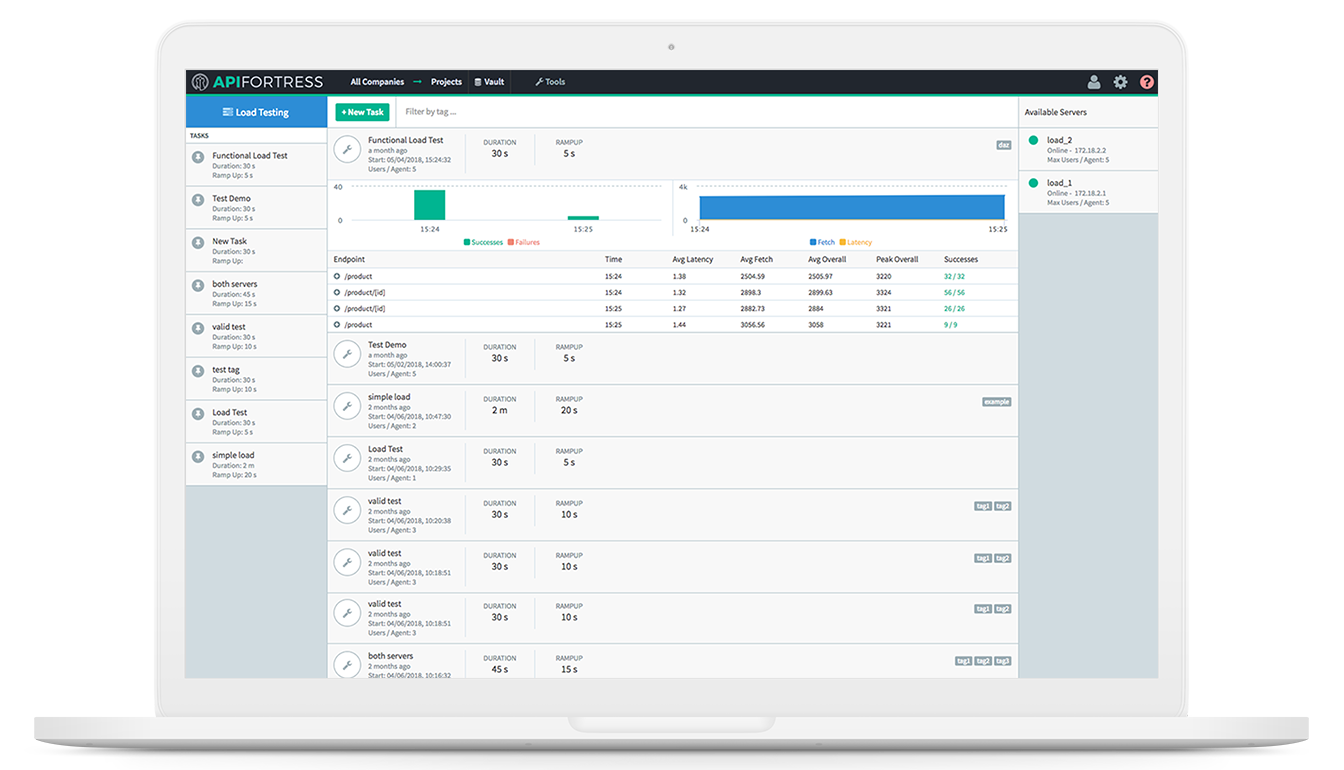 APIFORTRESS All Companies → Projects Vault Tools
Load Testing
TASKS
Functional Load Test
Duration: 30 s
Ramp Up: 5 s
Test Demo
Duration: 30 s
Ramp Up: 5 s
New Task
Duration: 30 s
Ramp Up:
both servers
Duration: 45 s
Ramp Up: 15 s
valid test
Duration: 30 s
Ramp Up: 10 s
test tag
Duration: 30 s
Ramp Up: 10 s
Load Test
Duration: 30 s
Ramp Up: 5 s
simple load
Duration: 2 m
Ramp Up: 20 s
+ New Task Filter by tag ...
Functional Load Test
a month ago
Start: 05/04/2018, 15:24:32
Users / Agent: 5
DURATION
30 s
RAMPUP
5 s
40
0
15:24 15:25
Successes Failures
4k
0
15:24 15:25
Fetch Latency
Endpoint Time Avg Latency Avg Fetch Avg Overall Peak Overall Successes
/product 15:24 1.38 2504.59 2505.97 3220 32 / 32
/product/[id] 15:24 1.32 2898.3 2899.63 3324 56 / 56
/product/[id] 15:25 1.27 2882.73 2884 3321 26 / 26
/product 15:25 1.44 3056.56 3058 3221 9 / 9
Test Demo
a month ago
Start: 05/02/2018, 14:00:37
Users / Agent: 5
DURATION
30 s
RAMPUP
5 s
simple load
2 months ago
Start: 04/06/2018, 10:47:30
Users / Agent: 2
DURATION
2 m
RAMPUP
20 s
example
Load Test
2 months ago
Start: 04/06/2018, 10:29:35
Users / Agent: 1
DURATION
30 s
RAMPUP
5 s
valid test
2 months ago
Start: 04/06/2018, 10:20:38
Users / Agent: 3
DURATION
30 s
RAMPUP
10 s
tag1 tag2
valid test
2 months ago
Start: 04/06/2018, 10:18:51
Users / Agent: 3
DURATION
30 s
RAMPUP
10 s
tag1 tag2
valid test
2 months ago
Start: 04/06/2018, 10:18:51
Users / Agent: 3
DURATION
30 s
RAMPUP
10 s
tag1 tag2
both servers
2 months ago
Start: 04/06/2018, 10:16:32
DURATION
45 s
RAMPUP
15 s
tag1 tag2 tag3
Available Servers
load_2
Online - 172.18.2.2
Max Users / Agent: 5
load_1
Online - 172.18.2.1
Max Users / Agent: 5